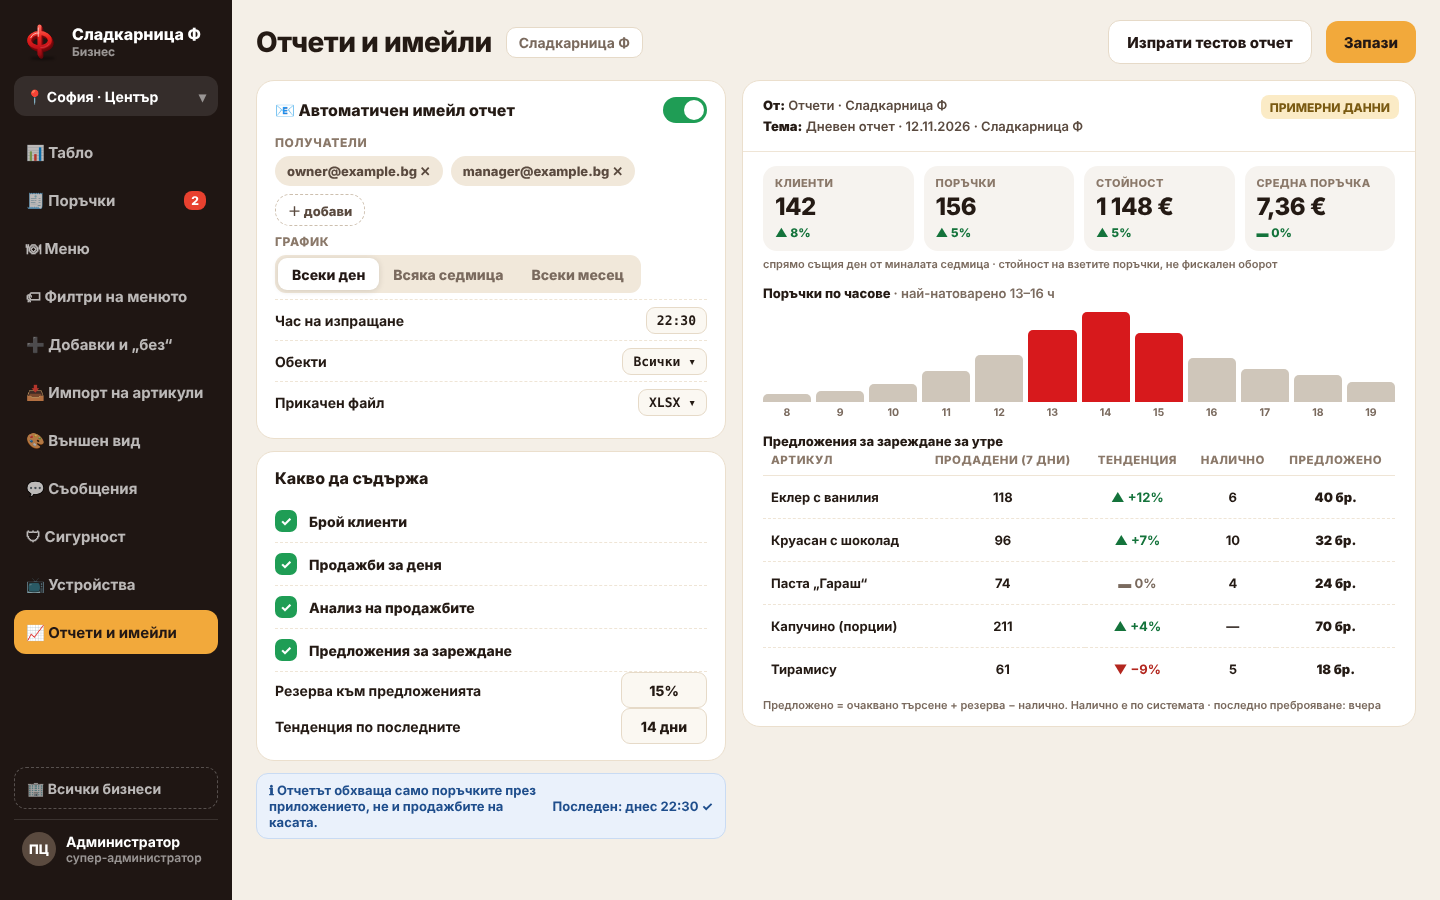 Сладкарница Ф
Бизнес
📍 София · Център ▾
📊 Табло
🧾 Поръчки 2
🍽 Меню
🏷 Филтри на менюто
➕ Добавки и „без“
📥 Импорт на артикули
🎨 Външен вид
💬 Съобщения
🛡 Сигурност
📺 Устройства
📈 Отчети и имейли
🏢 Всички бизнеси
ПЦ
Администратор
супер-администратор
Отчети и имейли Сладкарница Ф
Изпрати тестов отчет Запази
📧 Автоматичен имейл отчет
ПОЛУЧАТЕЛИ
owner@example.bg ✕ manager@example.bg ✕
＋ добави
ГРАФИК
Всеки ден Всяка седмица Всеки месец
Час на изпращане 22:30
Обекти Всички ▾
Прикачен файл XLSX ▾
Какво да съдържа
✓ Брой клиенти
✓ Продажби за деня
✓ Анализ на продажбите
✓ Предложения за зареждане
Резерва към предложенията 15%
Тенденция по последните 14 дни
ℹ Отчетът обхваща само поръчките през
приложението, не и продажбите на
касата.
Последен: днес 22:30 ✓
От: Отчети · Сладкарница Ф
ПРИМЕРНИ ДАННИ
Тема: Дневен отчет · 12.11.2026 · Сладкарница Ф
КЛИЕНТИ ПОРЪЧКИ СТОЙНОСТ СРЕДНА ПОРЪЧКА
142 156 1 148 € 7,36 €
▲ 8% ▲ 5% ▲ 5% ▬ 0%
спрямо същия ден от миналата седмица · стойност на взетите поръчки, не фискален оборот
Поръчки по часове · най-натоварено 13–16 ч
8 9 10 11 12 13 14 15 16 17 18 19
Предложения за зареждане за утре
АРТИКУЛ ПРОДАДЕНИ (7 ДНИ) ТЕНДЕНЦИЯ НАЛИЧНО ПРЕДЛОЖЕНО
Еклер с ванилия 118 ▲ +12% 6 40 бр.
Круасан с шоколад 96 ▲ +7% 10 32 бр.
Паста „Гараш“ 74 ▬ 0% 4 24 бр.
Капучино (порции) 211 ▲ +4% — 70 бр.
Тирамису 61 ▼ −9% 5 18 бр.
Предложено = очаквано търсене + резерва − налично. Налично е по системата · последно преброяване: вчера